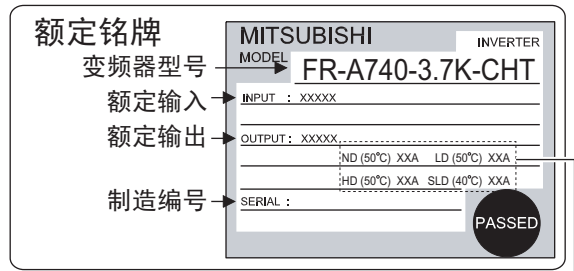 额定铭牌
MITSUBISHI
INVERTER
变频器型号
MODEL FR-A740-3.7K-CHT
额定输入
INPUT : XXXXX
额定输出
OUTPUT : XXXXX
ND (50℃) XXA LD (50℃) XXA
HD (50℃) XXA SLD (40℃) XXA
制造编号
SERIAL :
PASSED